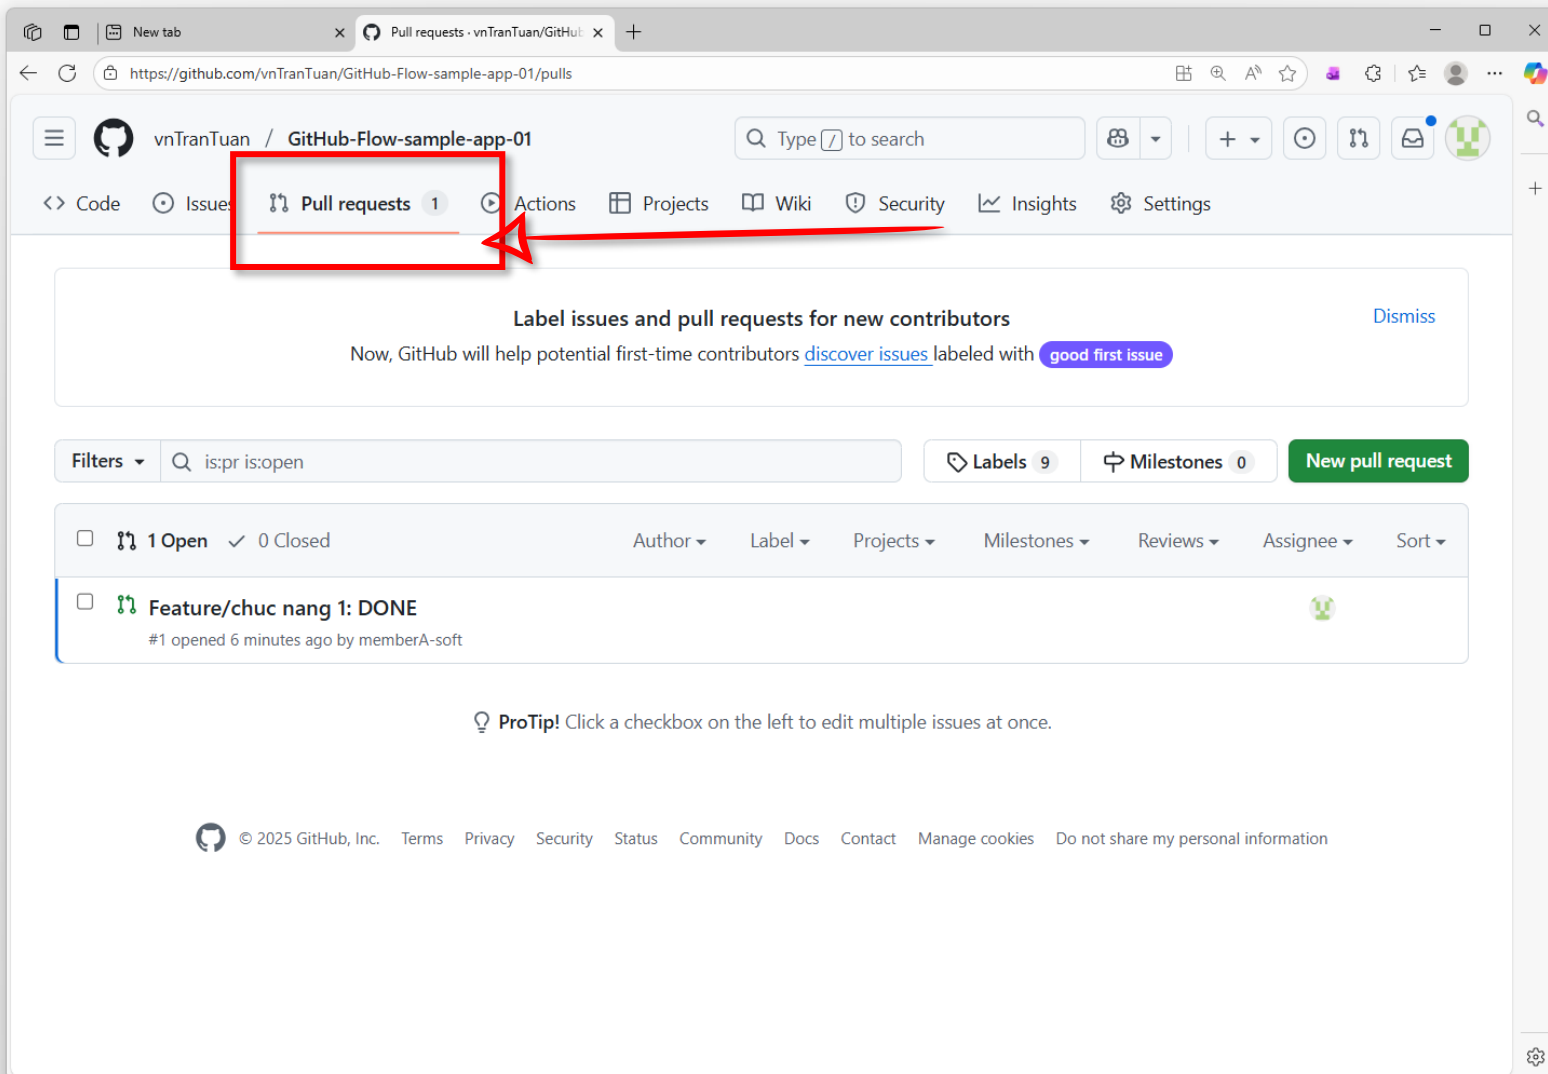 New tab
Pull requests · vnTranTuan/GitHub
https://github.com/vnTranTuan/GitHub-Flow-sample-app-01/pulls
vnTranTuan / GitHub-Flow-sample-app-01
Type / to search
Code Issues Pull requests 1 Actions Projects Wiki Security Insights Settings
Label issues and pull requests for new contributors
Dismiss
Now, GitHub will help potential first-time contributors discover issues labeled with good first issue
Filters is:pr is:open Labels 9 Milestones 0 New pull request
1 Open 0 Closed Author Label Projects Milestones Reviews Assignee Sort
Feature/chuc nang 1: DONE
#1 opened 6 minutes ago by memberA-soft
ProTip! Click a checkbox on the left to edit multiple issues at once.
© 2025 GitHub, Inc. Terms Privacy Security Status Community Docs Contact Manage cookies Do not share my personal information